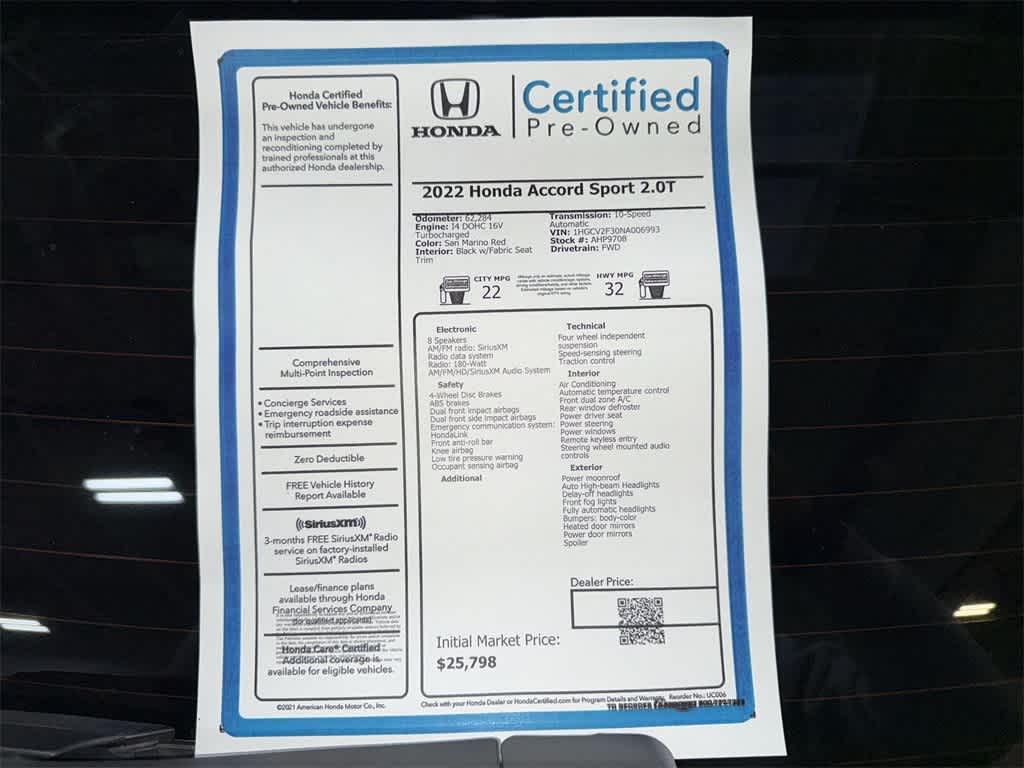 Honda Certified
Pre-Owned Vehicle Benefits:
This vehicle has undergone
an inspection and
reconditioning completed by
trained professionals at this
authorized Honda dealership.
Comprehensive
Multi-Point Inspection
• Concierge Services
• Emergency roadside assistance
• Trip interruption expense
reimbursement
Zero Deductible
FREE Vehicle History
Report Available
((SiriusXM))
3-months FREE SiriusXM® Radio
service on factory-installed
SiriusXM® Radios
Lease/finance plans
available through Honda
Financial Services Company
(for qualified applicants).
Honda Care® Certified
Additional coverage is
available for eligible vehicles.
©2021 American Honda Motor Co., Inc.
HONDA
Certified
Pre-Owned
2022 Honda Accord Sport 2.0T
Odometer: 62,284
Engine: I4 DOHC 16V
Turbocharged
Color: San Marino Red
Interior: Black w/Fabric Seat
Trim
Transmission: 10-Speed
Automatic
VIN: 1HGCV2F30NA006993
Stock #: AHP9708
Drivetrain: FWD
CITY MPG
22
HWY MPG
32
Electronic
8 Speakers
AM/FM radio: SiriusXM
Radio data system
Radio: 180-Watt
AM/FM/HD/SiriusXM Audio System
Safety
4-Wheel Disc Brakes
ABS brakes
Dual front impact airbags
Dual front side impact airbags
Emergency communication system:
HondaLink
Front anti-roll bar
Knee airbag
Low tire pressure warning
Occupant sensing airbag
Additional
Technical
Four wheel independent
suspension
Speed-sensing steering
Traction control
Interior
Air Conditioning
Automatic temperature control
Front dual zone A/C
Rear window defroster
Power driver seat
Power steering
Power windows
Remote keyless entry
Steering wheel mounted audio
controls
Exterior
Power moonroof
Auto High-beam Headlights
Delay-off headlights
Front fog lights
Fully automatic headlights
Bumpers: body-color
Heated door mirrors
Power door mirrors
Spoiler
Dealer Price:
Initial Market Price:
$25,798
Check with your Honda Dealer or HondaCertified.com for Program Details and Warranty.
Reorder No.: UC006
TO REORDER